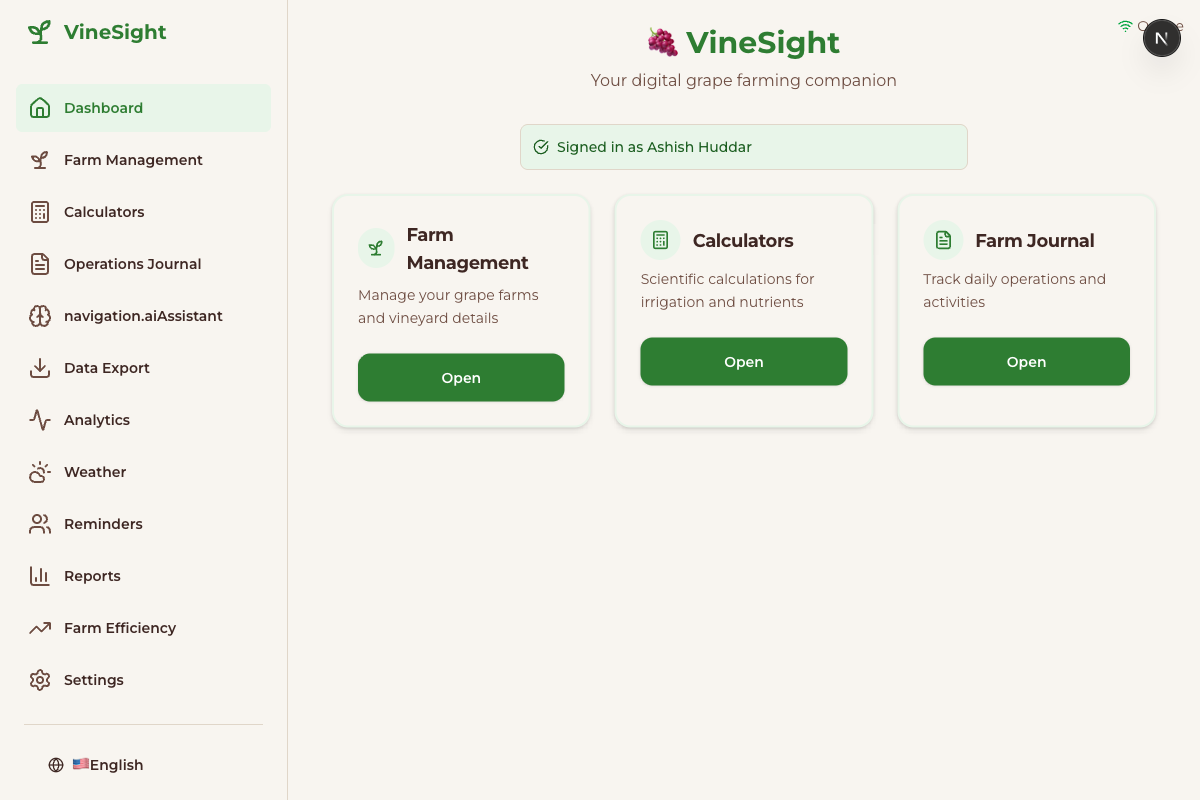 VineSight
Dashboard
Farm Management
Calculators
Operations Journal
navigation.aiAssistant
Data Export
Analytics
Weather
Reminders
Reports
Farm Efficiency
Settings
English
VineSight
Your digital grape farming companion
N
Signed in as Ashish Huddar
Farm
Management
Manage your grape farms
and vineyard details
Open
Calculators
Scientific calculations for
irrigation and nutrients
Open
Farm Journal
Track daily operations and
activities
Open